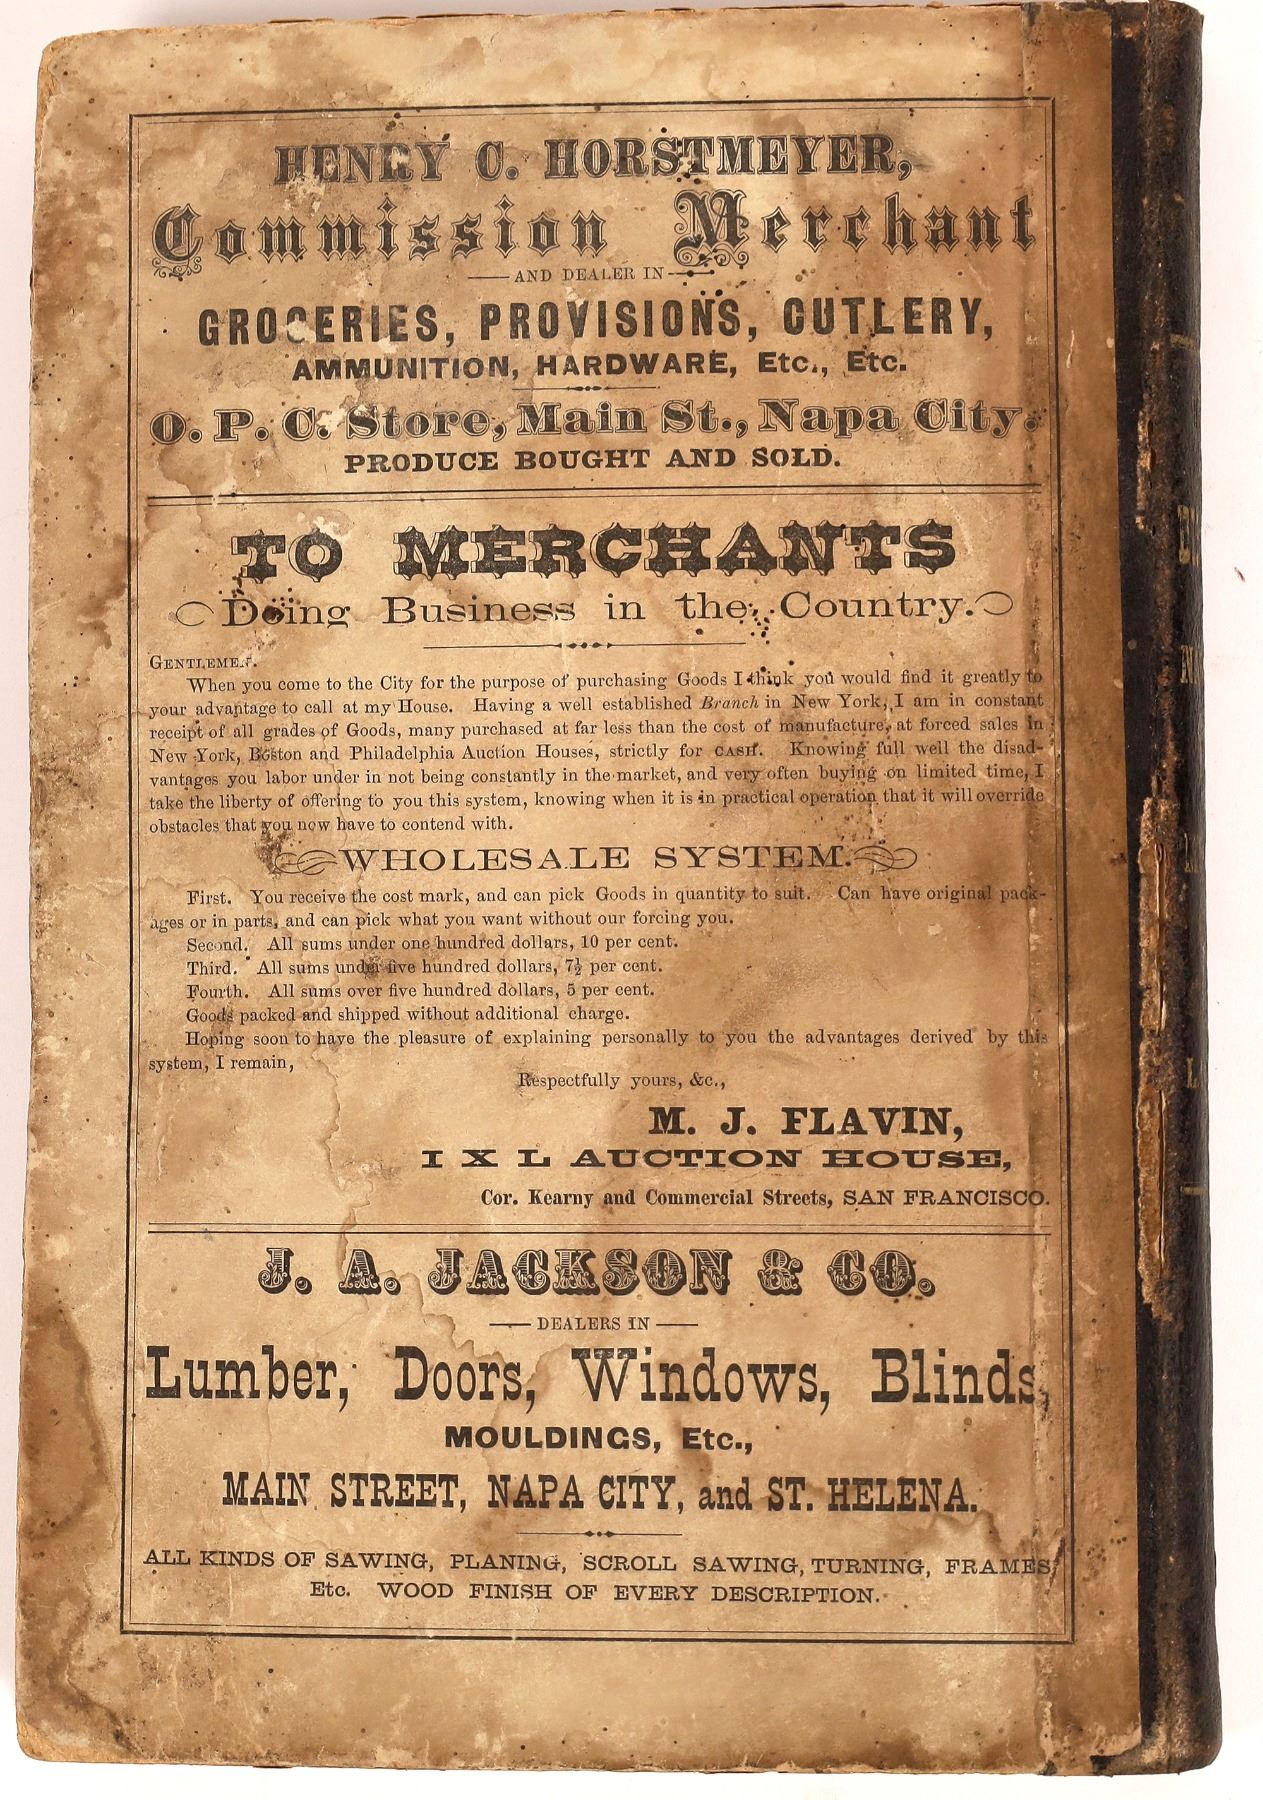 HENRY C. HORSTMEYER,
Commission Merchant
AND DEALER IN
GROCERIES, PROVISIONS, CUTLERY,
AMMUNITION, HARDWARE, Etc., Etc.
O. P. C. Store, Main St., Napa City.
PRODUCE BOUGHT AND SOLD.
TO MERCHANTS
Doing Business in the Country.
GENTLEMEN.
When you come to the City for the purpose of purchasing Goods I think you would find it greatly to
your advantage to call at my House. Having a well established Branch in New York, I am in constant
receipt of all grades of Goods, many purchased at far less than the cost of manufacture, at forced sales in
New York, Boston and Philadelphia Auction Houses, strictly for CASH. Knowing full well the disad-
vantages you labor under in not being constantly in the market, and very often buying on limited time, I
take the liberty of offering to you this system, knowing when it is in practical operation that it will override
obstacles that you now have to contend with.
WHOLESALE SYSTEM.
First. You receive the cost mark, and can pick Goods in quantity to suit. Can have original pack-
ages or in parts, and can pick what you want without our forcing you.
Second. All sums under one hundred dollars, 10 per cent.
Third. All sums under five hundred dollars, 7½ per cent.
Fourth. All sums over five hundred dollars, 5 per cent.
Goods packed and shipped without additional charge.
Hoping soon to have the pleasure of explaining personally to you the advantages derived by this
system, I remain,
Respectfully yours, &c.,
M. J. FLAVIN,
I X L AUCTION HOUSE,
Cor. Kearny and Commercial Streets, SAN FRANCISCO.
J. A. JACKSON & CO.
DEALERS IN
Lumber, Doors, Windows, Blinds,
MOULDINGS, Etc.,
MAIN STREET, NAPA CITY, and ST. HELENA.
ALL KINDS OF SAWING, PLANING, SCROLL SAWING, TURNING, FRAMES,
Etc. WOOD FINISH OF EVERY DESCRIPTION.